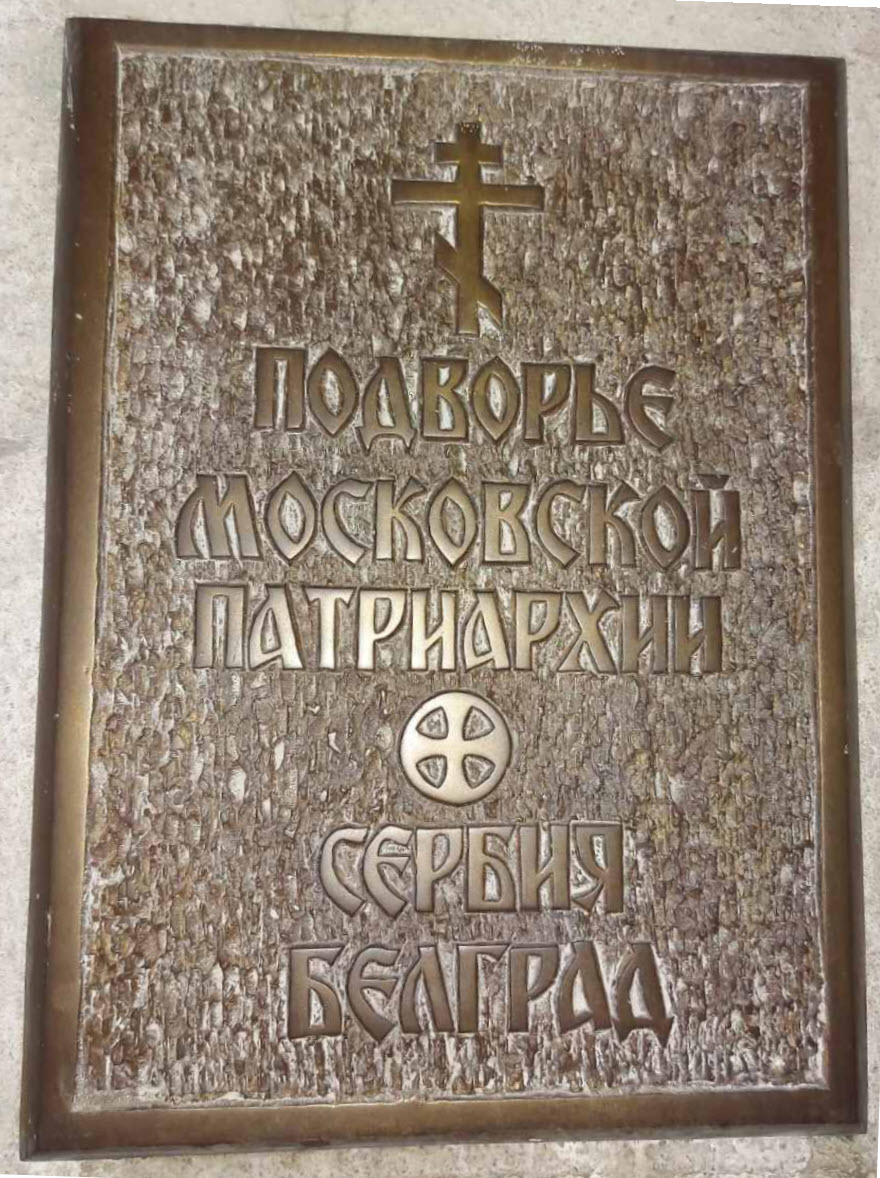 ПОДВОРЬЕ
МОСКОВСКОЙ
ПАТРИАРХИИ
СЕРБИЯ
БЕЛГРАД